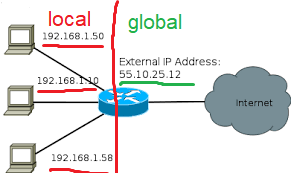 local
global
192.168.1.50
External IP Address:
55.10.25.12
192.168.1.10
Internet
192.168.1.58